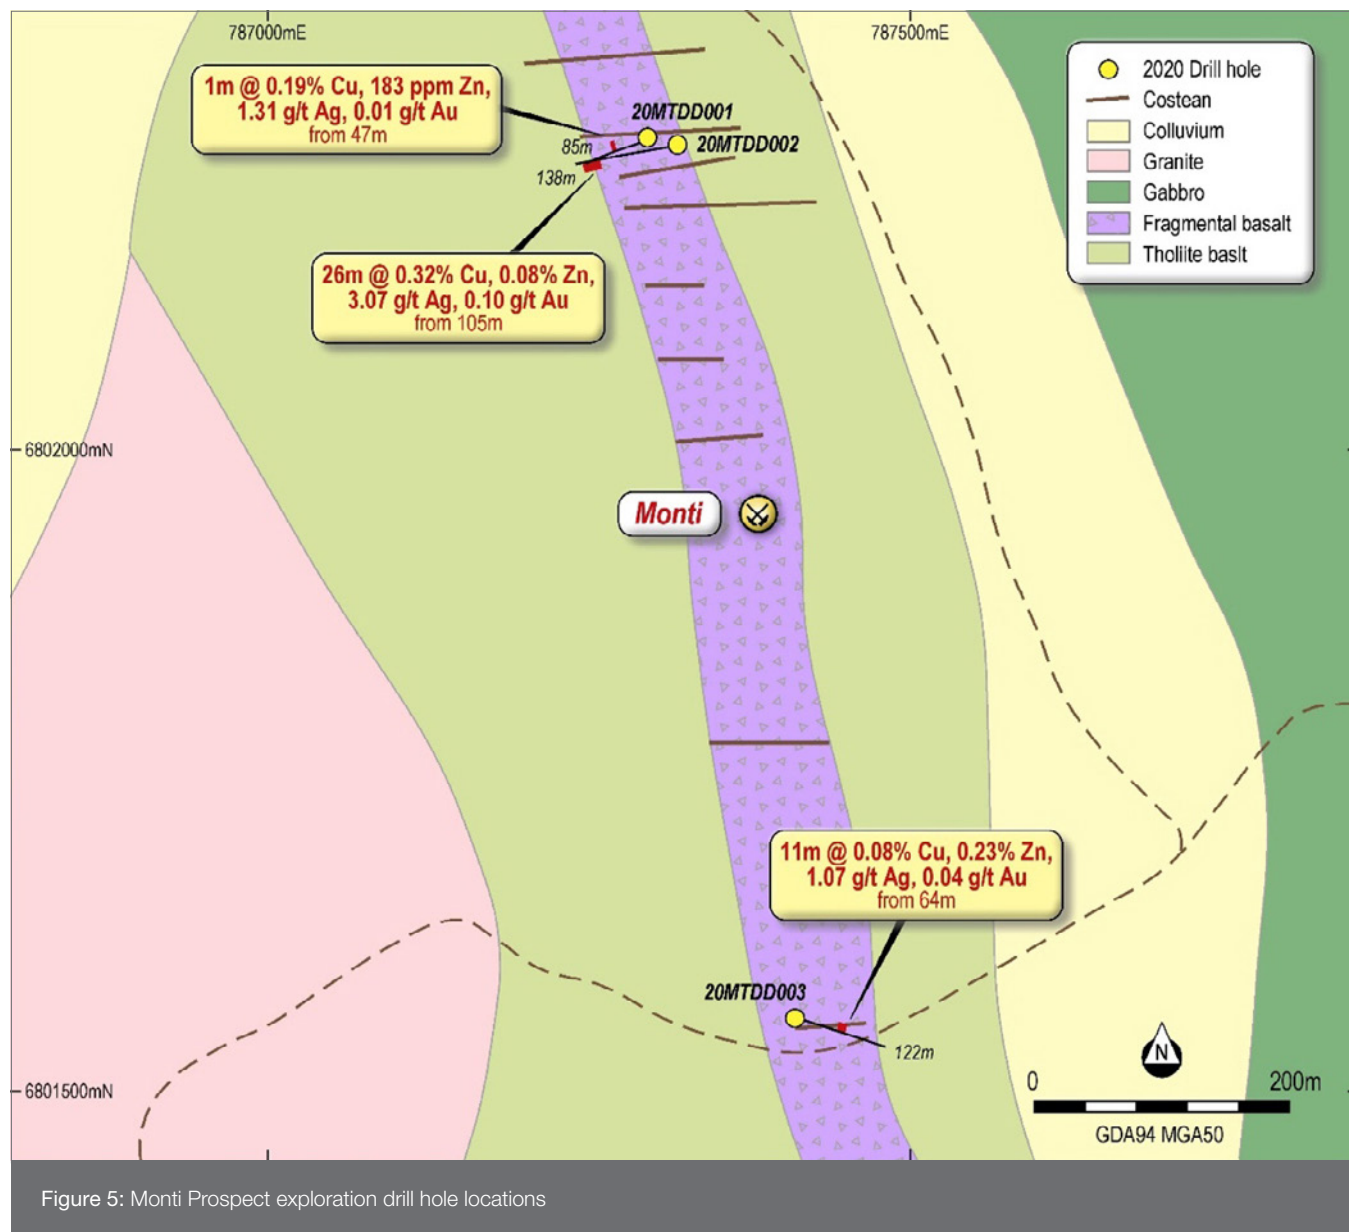 787000mE
787500mE
2020 Drill hole
Costean
Colluvium
Granite
Gabbro
Fragmental basalt
Tholiite baslt
1m @ 0.19% Cu, 183 ppm Zn,
1.31 g/t Ag, 0.01 g/t Au
from 47m
20MTDD001
20MTDD002
85m
138m
26m @ 0.32% Cu, 0.08% Zn,
3.07 g/t Ag, 0.10 g/t Au
from 105m
6802000mN
Monti
11m @ 0.08% Cu, 0.23% Zn,
1.07 g/t Ag, 0.04 g/t Au
from 64m
20MTDD003
122m
N
6801500mN
0
200m
GDA94 MGA50
Figure 5: Monti Prospect exploration drill hole locations